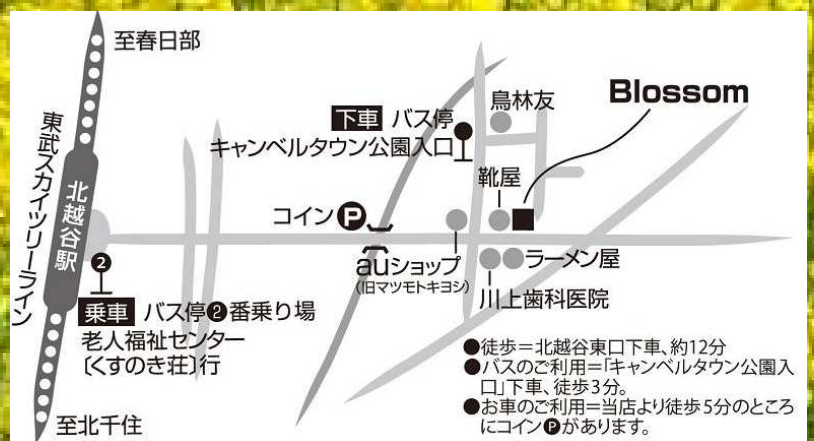 至春日部
東武スカイツリーライン
北越谷駅
至北千住
❷
乗車 バス停❷番乗り場
老人福祉センター
〔くすのき荘〕行
下車 バス停
キャンベルタウン公園入口
鳥林友
Blossom
靴屋
コインP
auショップ
(旧マツモトキヨシ)
ラーメン屋
川上歯科医院
●徒歩=北越谷東口下車、約12分
●バスのご利用=「キャンベルタウン公園入
口」下車、徒歩3分。
●お車のご利用=当店より徒歩5分のところ
にコインPがあります。